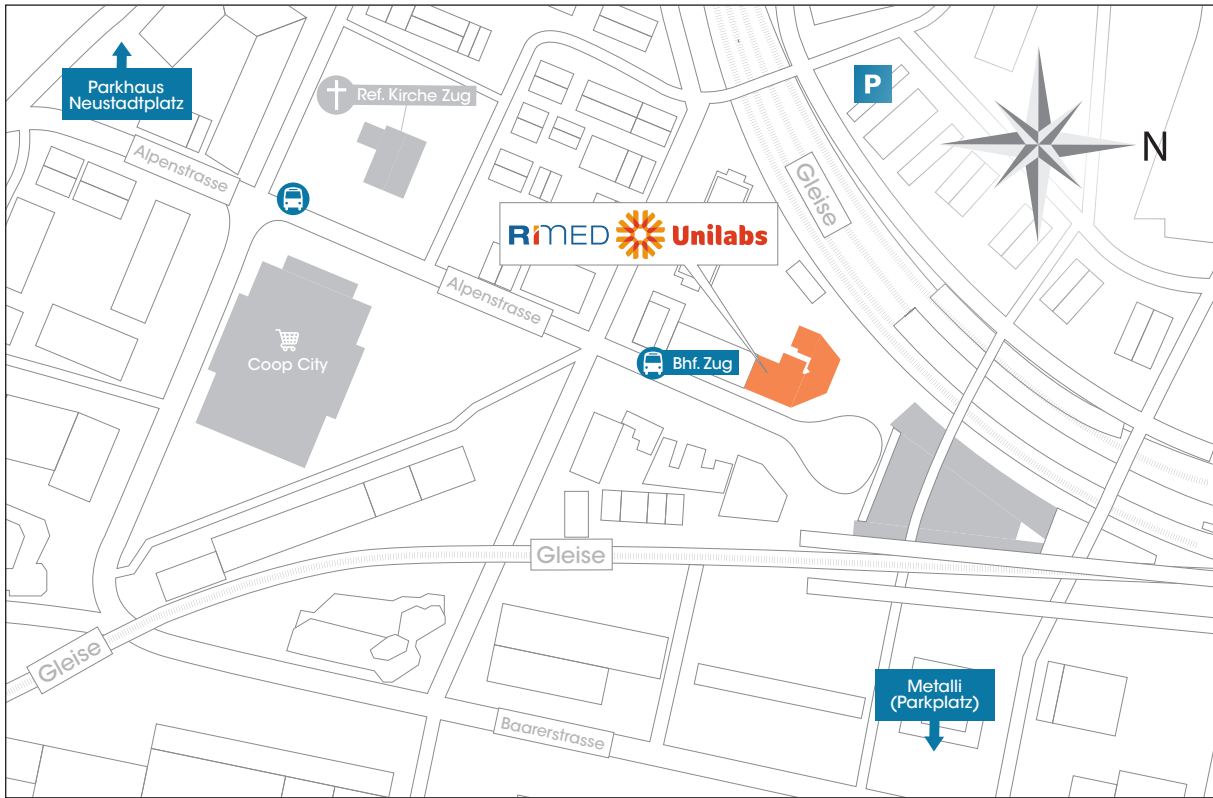 Parkhaus
Neustadtplatz
Ref. Kirche Zug
P
N
Alpenstrasse
Gleise
RIMED Unilabs
Alpenstrasse
Coop City
Bhf. Zug
Gleise
Gleise
Metalli
(Parkplatz)
Baarerstrasse